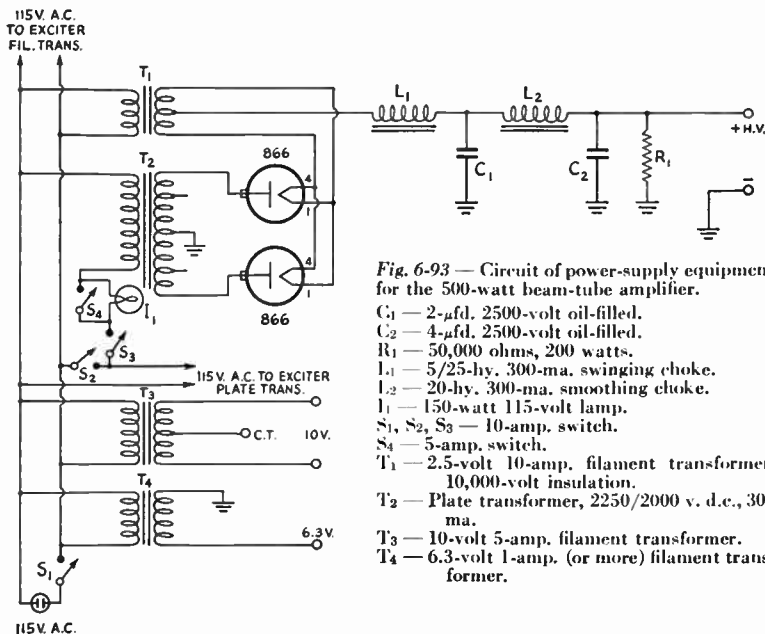 115 V. A.C.
TO EXCITER
FIL. TRANS.
T1
L1
L2
+H.V.
C1
C2
R1
–
T2
866
4
1
4
1
866
S4
I1
S3
S2
115 V. A.C. TO EXCITER
PLATE TRANS.
T3
C.T.
10V.
T4
6.3V.
S1
115 V. A.C.
Fig. 6-93 — Circuit of power-supply equipmen
for the 500-watt beam-tube amplifier.
C1 — 2-μfd. 2500-volt oil-filled.
C2 — 4-μfd. 2500-volt oil-filled.
R1 — 50,000 ohms, 200 watts.
L1 — 5/25-hy. 300-ma. swinging choke.
L2 — 20-hy. 300-ma. smoothing choke.
I1 — 150-watt 115-volt lamp.
S1, S2, S3 — 10-amp. switch.
S4 — 5-amp. switch.
T1 — 2.5-volt 10-amp. filament transformer
10,000-volt insulation.
T2 — Plate transformer, 2250/2000 v. d.c., 30
ma.
T3 — 10-volt 5-amp. filament transformer.
T4 — 6.3-volt 1-amp. (or more) filament trans
former.